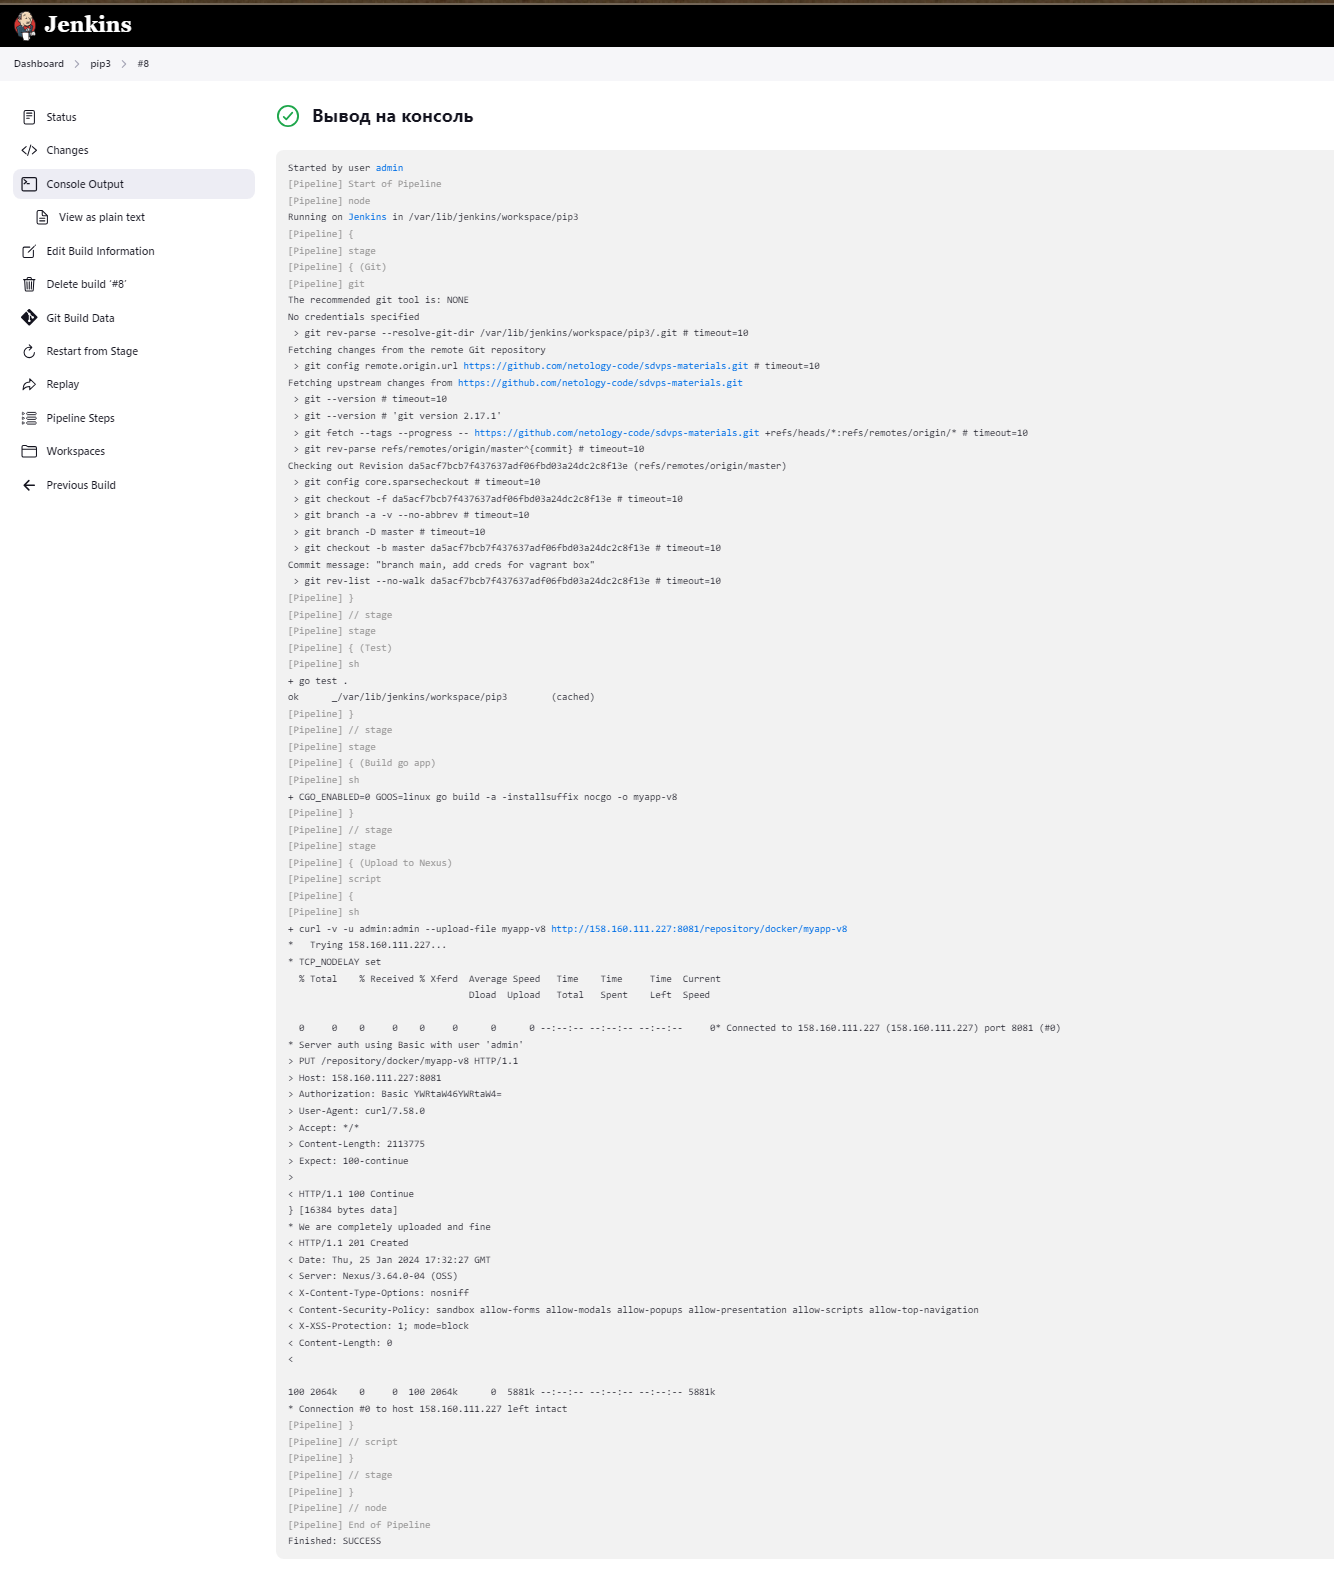 Jenkins
Dashboard > pip3 > #8
Status
Changes
Console Output
View as plain text
Edit Build Information
Delete build '#8'
Git Build Data
Restart from Stage
Replay
Pipeline Steps
Workspaces
Previous Build
Вывод на консоль
Started by user admin
[Pipeline] Start of Pipeline
[Pipeline] node
Running on Jenkins in /var/lib/jenkins/workspace/pip3
[Pipeline] {
[Pipeline] stage
[Pipeline] { (Git)
[Pipeline] git
The recommended git tool is: NONE
No credentials specified
 > git rev-parse --resolve-git-dir /var/lib/jenkins/workspace/pip3/.git # timeout=10
Fetching changes from the remote Git repository
 > git config remote.origin.url https://github.com/netology-code/sdvps-materials.git # timeout=10
Fetching upstream changes from https://github.com/netology-code/sdvps-materials.git
 > git --version # timeout=10
 > git --version # 'git version 2.17.1'
 > git fetch --tags --progress -- https://github.com/netology-code/sdvps-materials.git +refs/heads/*:refs/remotes/origin/* # timeout=10
 > git rev-parse refs/remotes/origin/master^{commit} # timeout=10
Checking out Revision da5acf7bcb7f437637adf06fbd03a24dc2c8f13e (refs/remotes/origin/master)
 > git config core.sparsecheckout # timeout=10
 > git checkout -f da5acf7bcb7f437637adf06fbd03a24dc2c8f13e # timeout=10
 > git branch -a -v --no-abbrev # timeout=10
 > git branch -D master # timeout=10
 > git checkout -b master da5acf7bcb7f437637adf06fbd03a24dc2c8f13e # timeout=10
Commit message: "branch main, add creds for vagrant box"
 > git rev-list --no-walk da5acf7bcb7f437637adf06fbd03a24dc2c8f13e # timeout=10
[Pipeline] }
[Pipeline] // stage
[Pipeline] stage
[Pipeline] { (Test)
[Pipeline] sh
+ go test .
ok      _/var/lib/jenkins/workspace/pip3        (cached)
[Pipeline] }
[Pipeline] // stage
[Pipeline] stage
[Pipeline] { (Build go app)
[Pipeline] sh
+ CGO_ENABLED=0 GOOS=linux go build -a -installsuffix nocgo -o myapp-v8
[Pipeline] }
[Pipeline] // stage
[Pipeline] stage
[Pipeline] { (Upload to Nexus)
[Pipeline] script
[Pipeline] {
[Pipeline] sh
+ curl -v -u admin:admin --upload-file myapp-v8 http://158.160.111.227:8081/repository/docker/myapp-v8
*   Trying 158.160.111.227...
* TCP_NODELAY set
  % Total    % Received % Xferd  Average Speed   Time    Time     Time  Current
                                 Dload  Upload   Total   Spent    Left  Speed
  0     0    0     0    0     0      0      0 --:--:-- --:--:-- --:--:--     0* Connected to 158.160.111.227 (158.160.111.227) port 8081 (#0)
* Server auth using Basic with user 'admin'
> PUT /repository/docker/myapp-v8 HTTP/1.1
> Host: 158.160.111.227:8081
> Authorization: Basic YWRtaW46YWRtaW4=
> User-Agent: curl/7.58.0
> Accept: */*
> Content-Length: 2113775
> Expect: 100-continue
>
< HTTP/1.1 100 Continue
} [16384 bytes data]
* We are completely uploaded and fine
< HTTP/1.1 201 Created
< Date: Thu, 25 Jan 2024 17:32:27 GMT
< Server: Nexus/3.64.0-04 (OSS)
< X-Content-Type-Options: nosniff
< Content-Security-Policy: sandbox allow-forms allow-modals allow-popups allow-presentation allow-scripts allow-top-navigation
< X-XSS-Protection: 1; mode=block
< Content-Length: 0
<
100 2064k    0     0  100 2064k      0  5881k --:--:-- --:--:-- --:--:-- 5881k
* Connection #0 to host 158.160.111.227 left intact
[Pipeline] }
[Pipeline] // script
[Pipeline] }
[Pipeline] // stage
[Pipeline] }
[Pipeline] // node
[Pipeline] End of Pipeline
Finished: SUCCESS